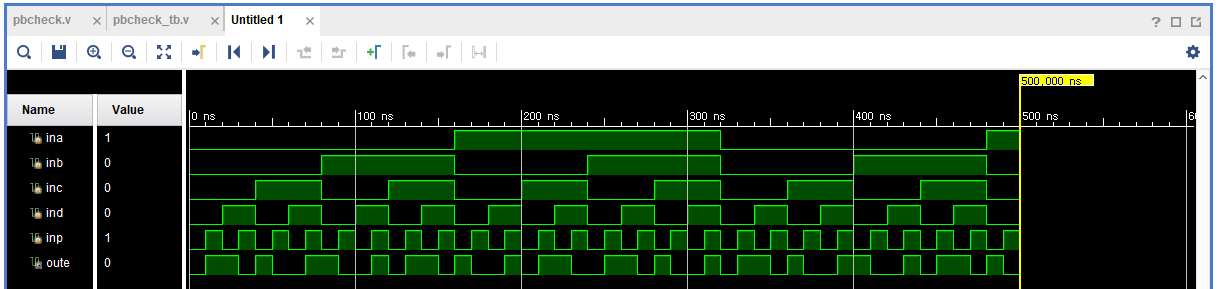 pbcheck.v × pbcheck_tb.v × Untitled 1 ×
?
500,000 ns
Name Value
0 ns 100 ns 200 ns 300 ns 400 ns 500 ns
ina 1
inb 0
inc 0
ind 0
inp 1
oute 0